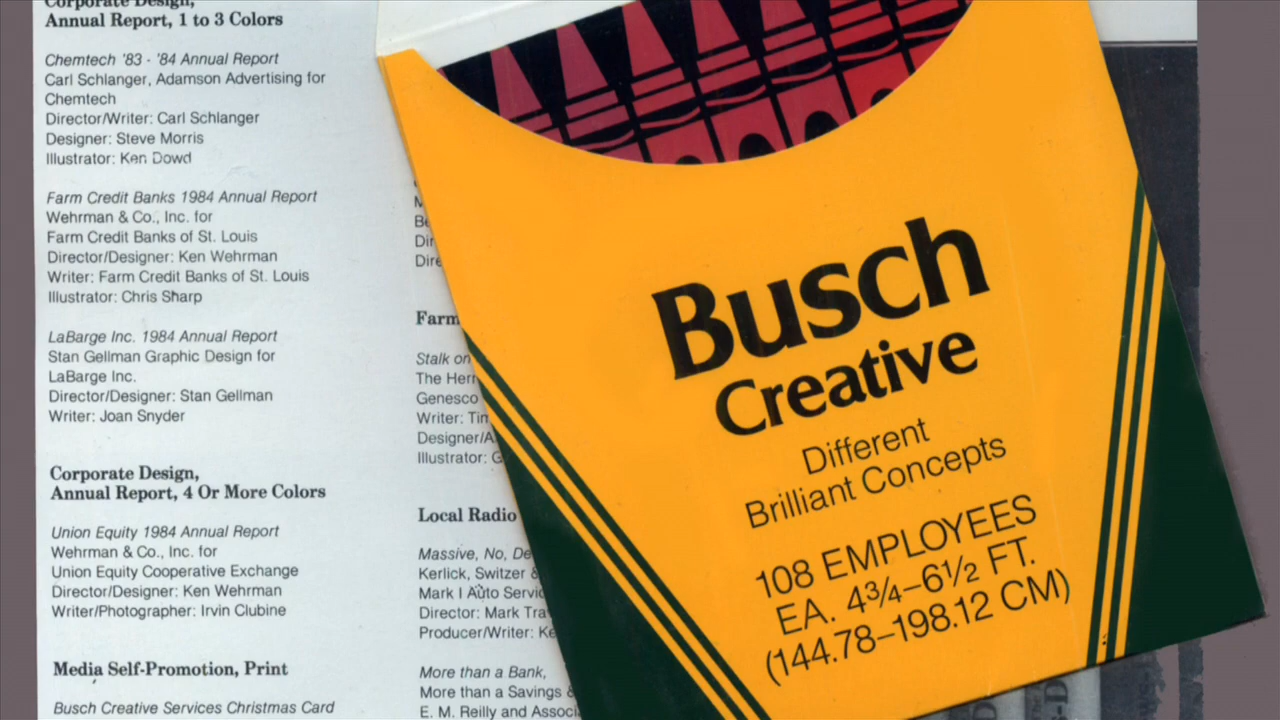 Corporate Design,
Annual Report, 1 to 3 Colors
Chemtech '83 - '84 Annual Report
Carl Schlanger, Adamson Advertising for
Chemtech
Director/Writer: Carl Schlanger
Designer: Steve Morris
Illustrator: Ken Dowd
Farm Credit Banks 1984 Annual Report
Wehrman & Co., Inc. for
Farm Credit Banks of St. Louis
Director/Designer: Ken Wehrman
Writer: Farm Credit Banks of St. Louis
Illustrator: Chris Sharp
LaBarge Inc. 1984 Annual Report
Stan Gellman Graphic Design for
LaBarge Inc.
Director/Designer: Stan Gellman
Writer: Joan Snyder
Corporate Design,
Annual Report, 4 Or More Colors
Union Equity 1984 Annual Report
Wehrman & Co., Inc. for
Union Equity Cooperative Exchange
Director/Designer: Ken Wehrman
Writer/Photographer: Irvin Clubine
Media Self-Promotion, Print
Busch Creative Services Christmas Card
Farm
Stalk on
The
Genesco
Writer:
Designer/
Illustrator:
Local Radio
Massive, No,
Kerlick, Switzer &
Mark I Auto
Director: Mark
Producer/Writer:
More than a Bank,
More than a Savings &
E. M. Reilly and
Busch
Creative
Different
Brilliant Concepts
108 EMPLOYEES
EA. 4¾–6½ FT.
(144.78–198.12 CM)